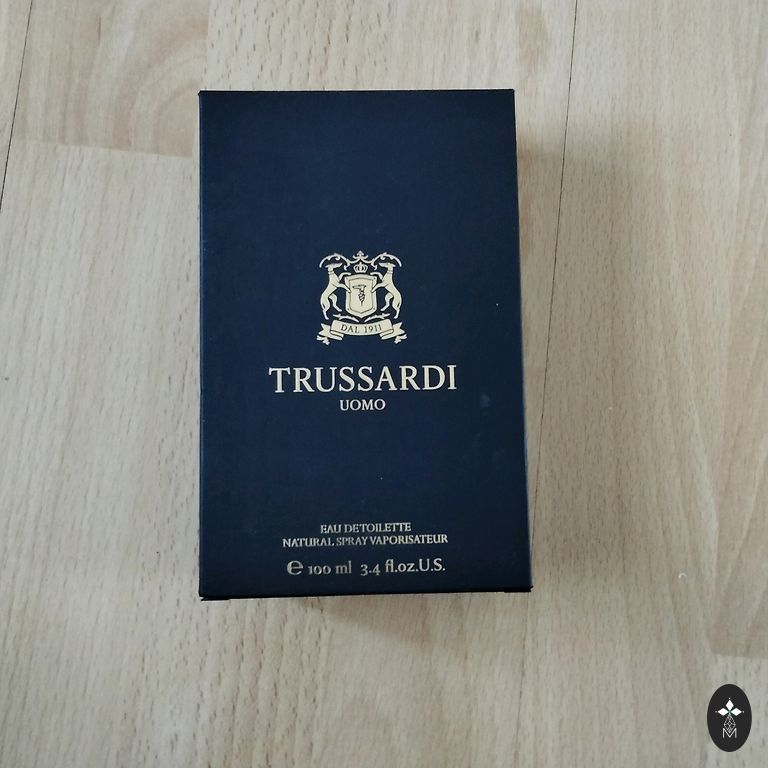 DAL 1911
TRUSSARDI
UOMO
EAU DE TOILETTE
NATURAL SPRAY VAPORISATEUR
e 100 ml 3.4 fl.oz.U.S.
M